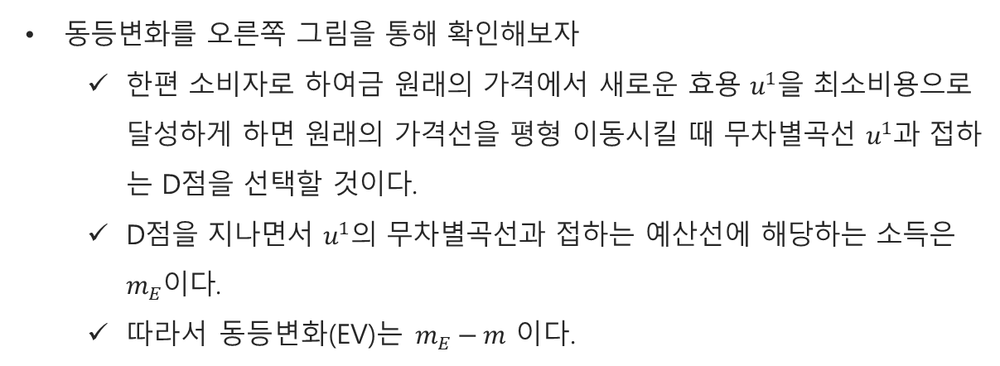 • 동등변화를 오른쪽 그림을 통해 확인해보자
✓ 한편 소비자로 하여금 원래의 가격에서 새로운 효용 u¹을 최소비용으로
달성하게 하면 원래의 가격선을 평형 이동시킬 때 무차별곡선 u¹과 접하
는 D점을 선택할 것이다.
✓ D점을 지나면서 u¹의 무차별곡선과 접하는 예산선에 해당하는 소득은
m_E이다.
✓ 따라서 동등변화(EV)는 m_E − m 이다.